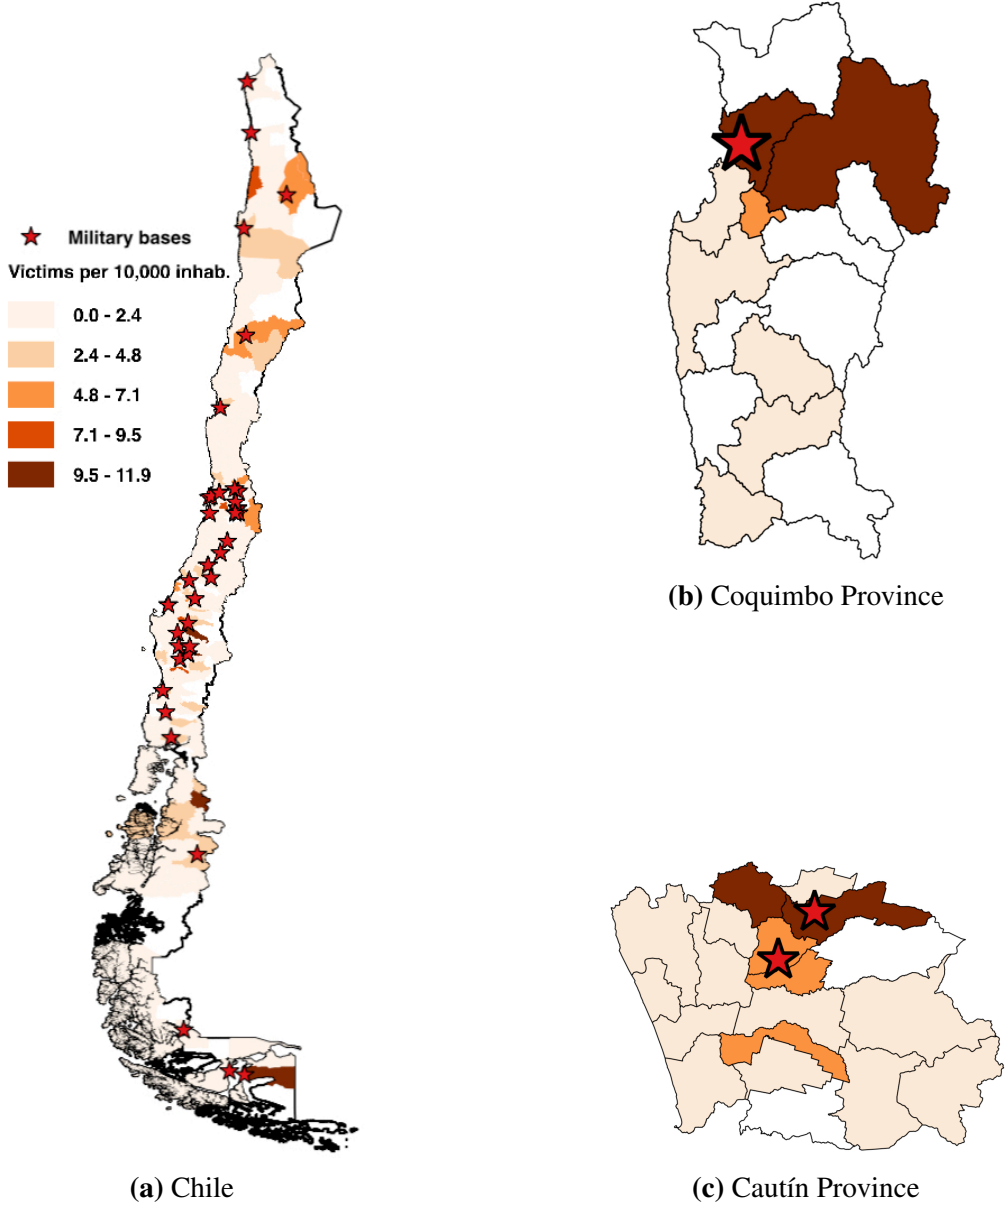 Military bases
Victims per 10,000 inhab.
0.0 - 2.4
2.4 - 4.8
4.8 - 7.1
7.1 - 9.5
9.5 - 11.9
(a) Chile
(b) Coquimbo Province
(c) Cautín Province